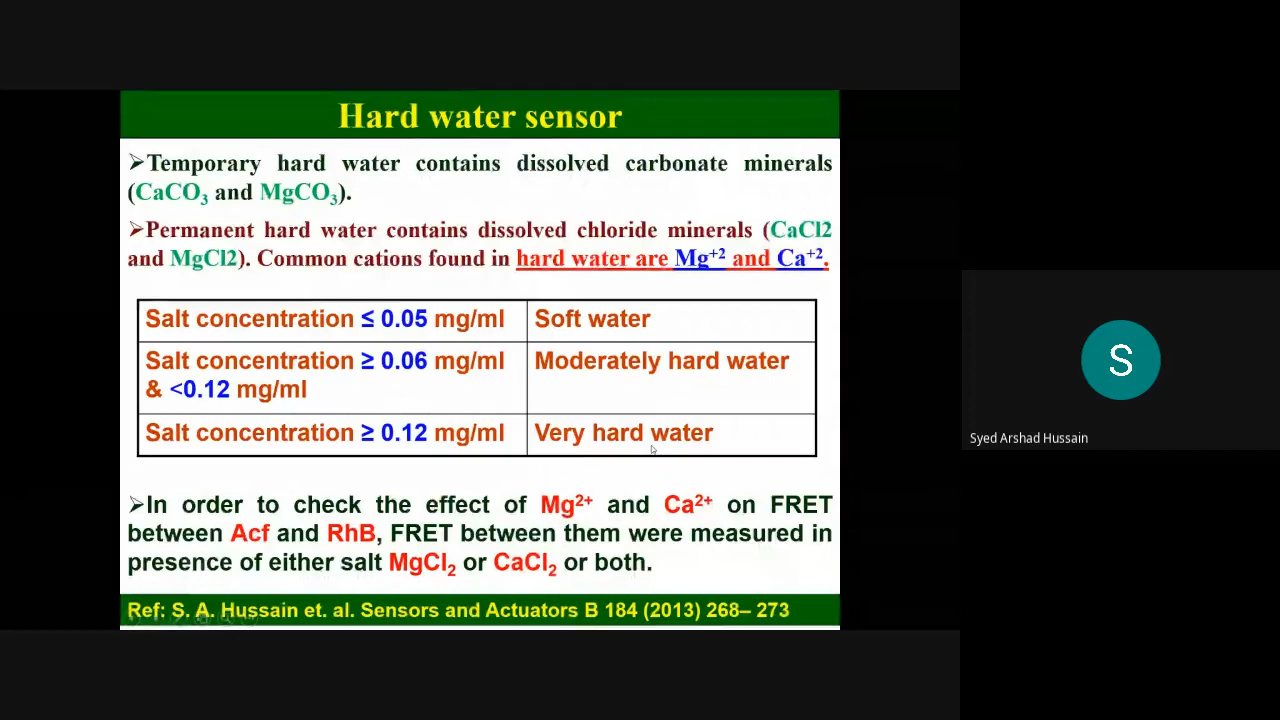 Hard water sensor
➢Temporary hard water contains dissolved carbonate minerals
(CaCO₃ and MgCO₃).
➢Permanent hard water contains dissolved chloride minerals (CaCl2
and MgCl2). Common cations found in hard water are Mg⁺² and Ca⁺².
Salt concentration ≤ 0.05 mg/ml Soft water
Salt concentration ≥ 0.06 mg/ml Moderately hard water
& <0.12 mg/ml
Salt concentration ≥ 0.12 mg/ml Very hard water
➢In order to check the effect of Mg²⁺ and Ca²⁺ on FRET
between Acf and RhB, FRET between them were measured in
presence of either salt MgCl₂ or CaCl₂ or both.
Ref: S. A. Hussain et. al. Sensors and Actuators B 184 (2013) 268– 273
S
Syed Arshad Hussain